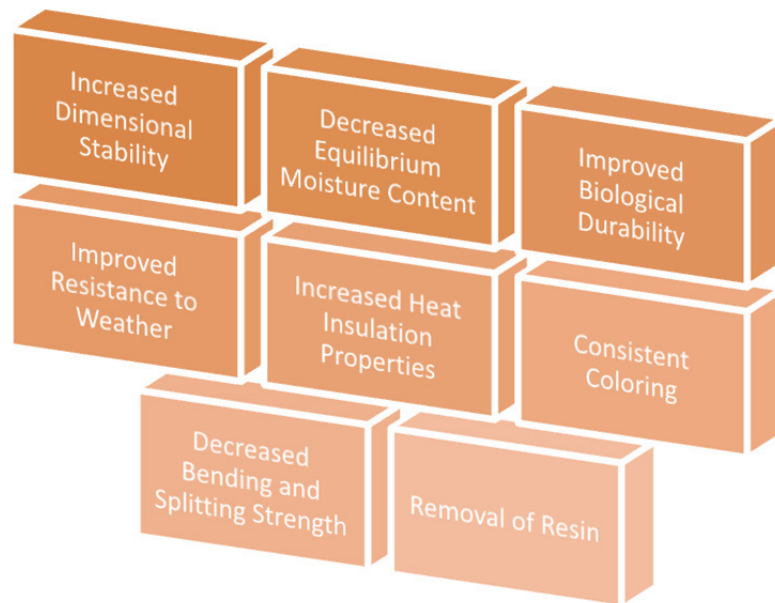 Increased
Dimensional
Stability
Decreased
Equilibrium
Moisture Content
Improved
Biological
Durability
Improved
Resistance to
Weather
Increased Heat
Insulation
Properties
Consistent
Coloring
Decreased
Bending and
Splitting Strength
Removal of Resin